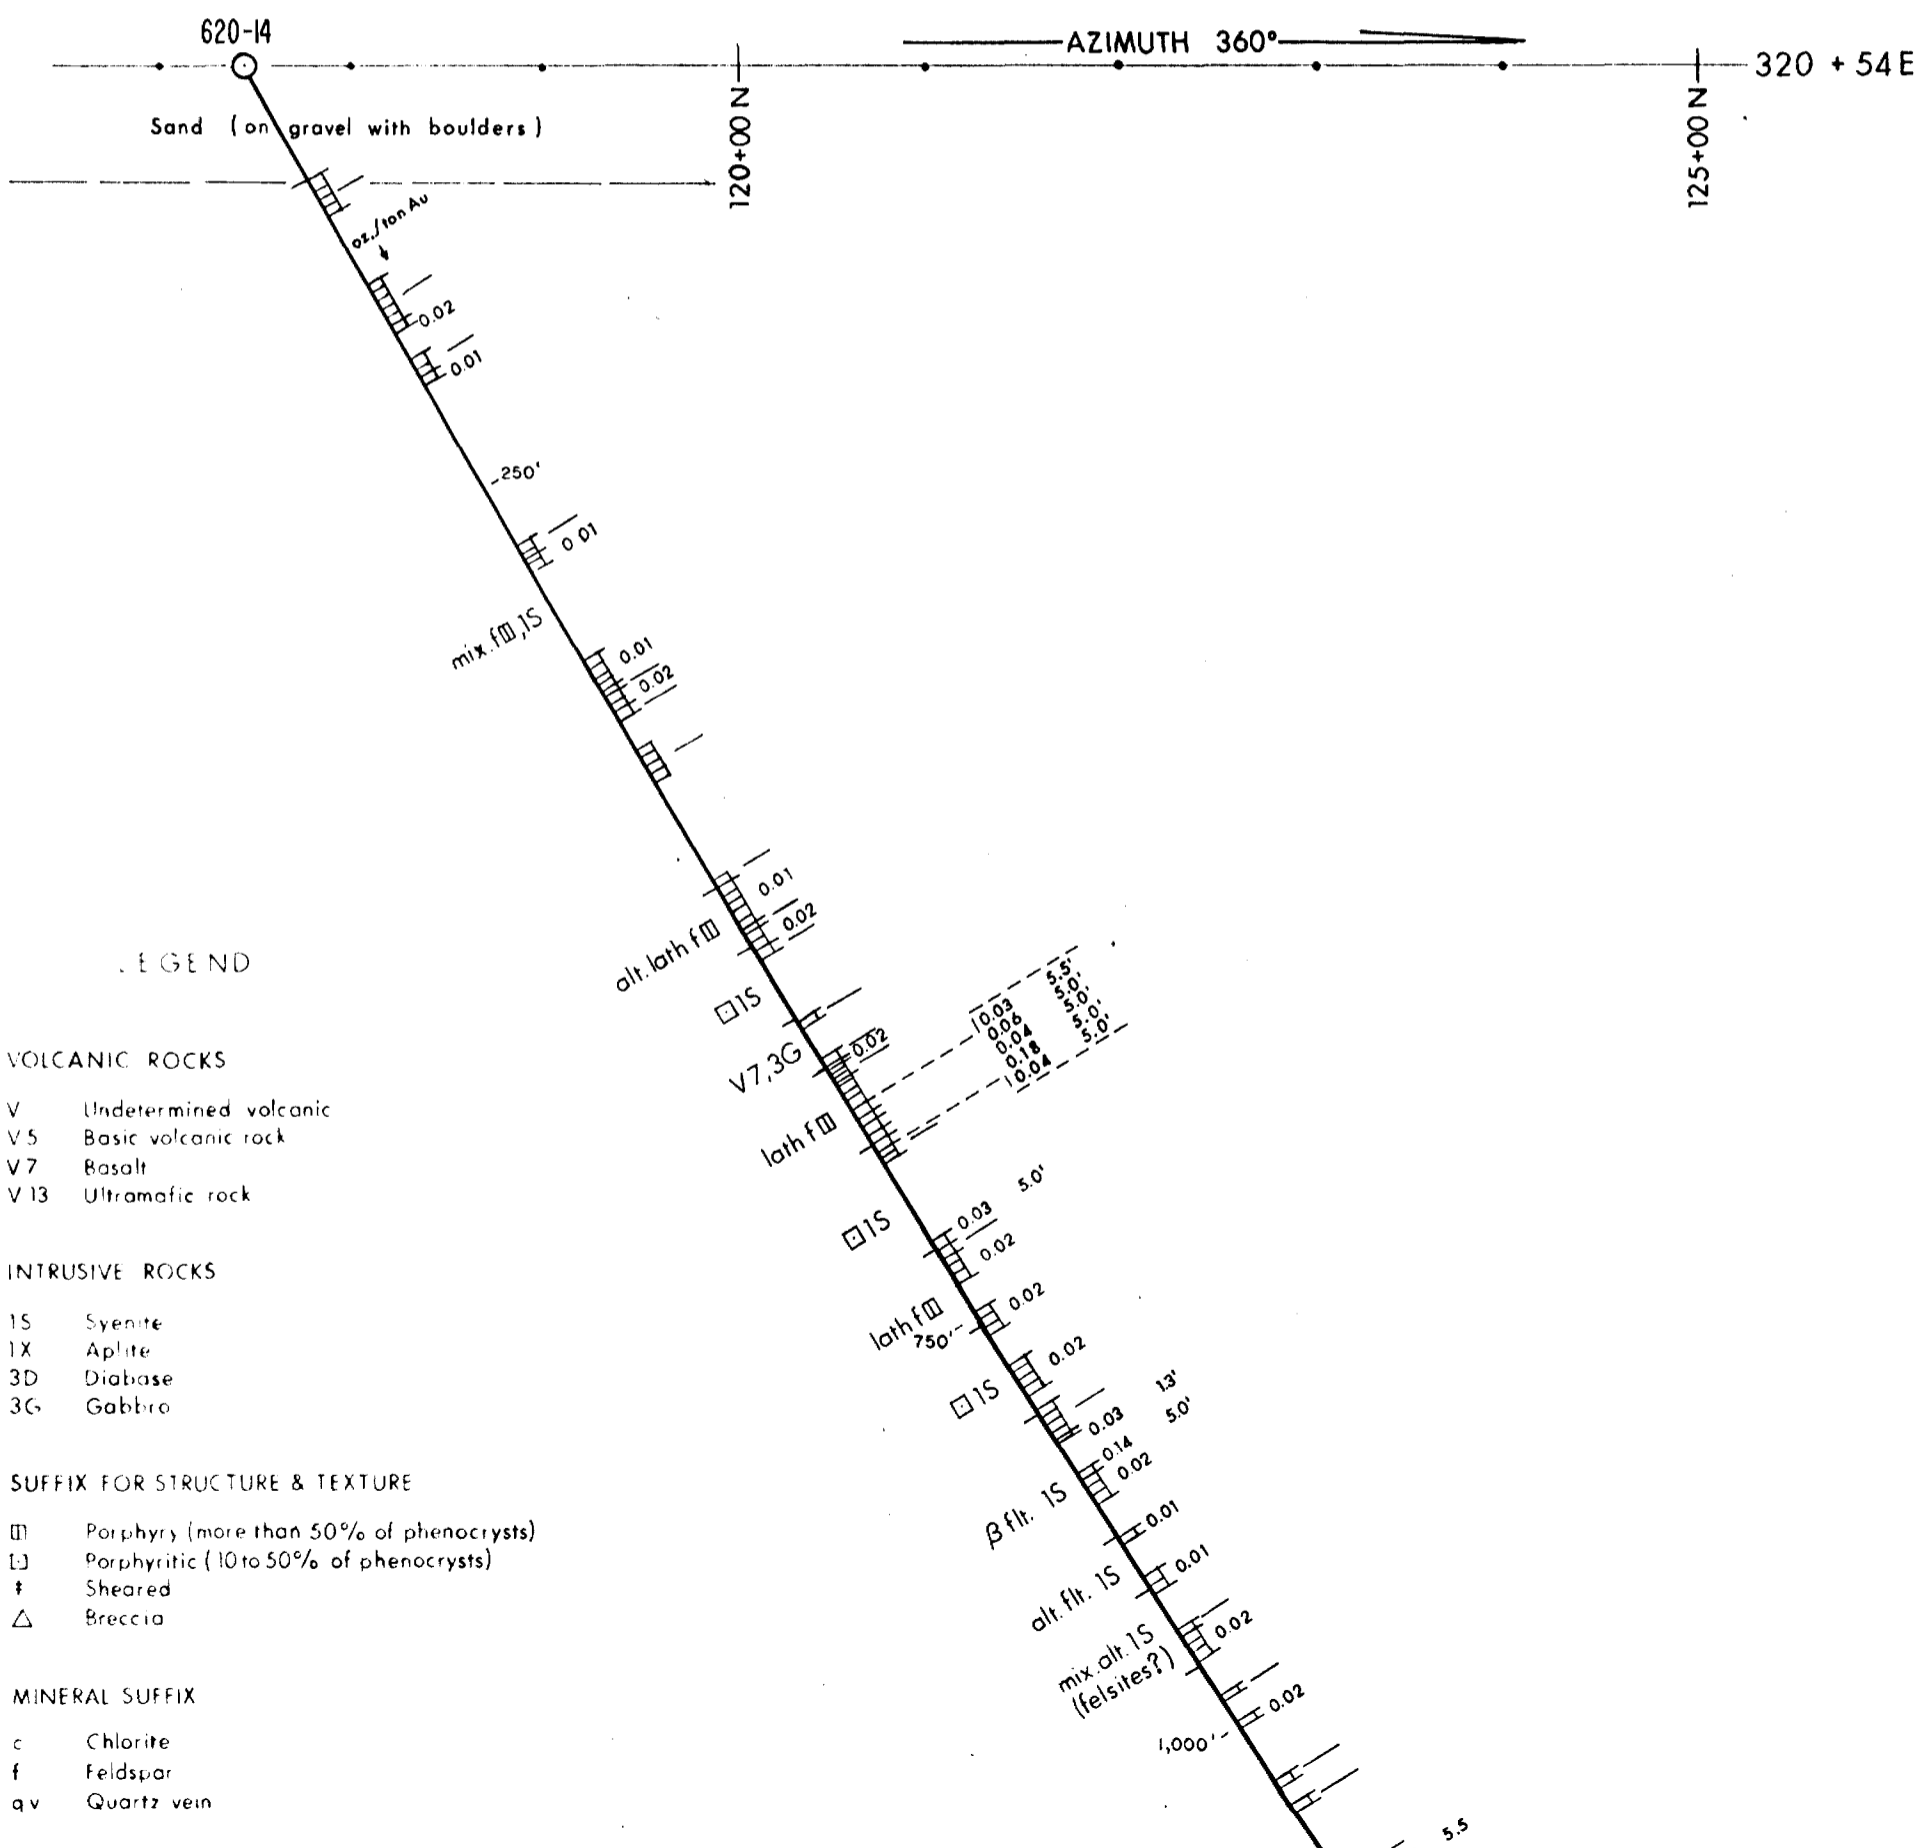 620-14
AZIMUTH 360°
320 + 54 E
Sand (on gravel with boulders)
120+00 N
125+00 N
oz./ton Au
0.02
0.01
250'
0 01
mix. f , 1S
0.01
0.02
0.01
alt. lath f
0.02
1S
0.02
V7, 3G
0.03 5.5'
0.06 5.0'
0.04 5.0'
0.18 5.0'
0.04 5.0'
lath f
5.0'
0.03
1S
0.02
lath f
0.02
750'
0.02
1S
1.3'
0.03 5.0'
0.14
0.02
β flt. 1S
0.01
alt. flt. 1S
0.01
mix. alt. 1S
(felsites?)
0.02
0.02
1,000'
5.5
.EGEND
VOLCANIC ROCKS
V Undetermined volcanic
V 5 Basic volcanic rock
V 7 Basalt
V 13 Ultramafic rock
INTRUSIVE ROCKS
1S Syenite
1X Aplite
3D Diabase
3G Gabbro
SUFFIX FOR STRUCTURE & TEXTURE
Porphyry (more than 50% of phenocrysts)
Porphyritic (10 to 50% of phenocrysts)
Sheared
△ Breccia
MINERAL SUFFIX
c Chlorite
f Feldspar
qv Quartz vein